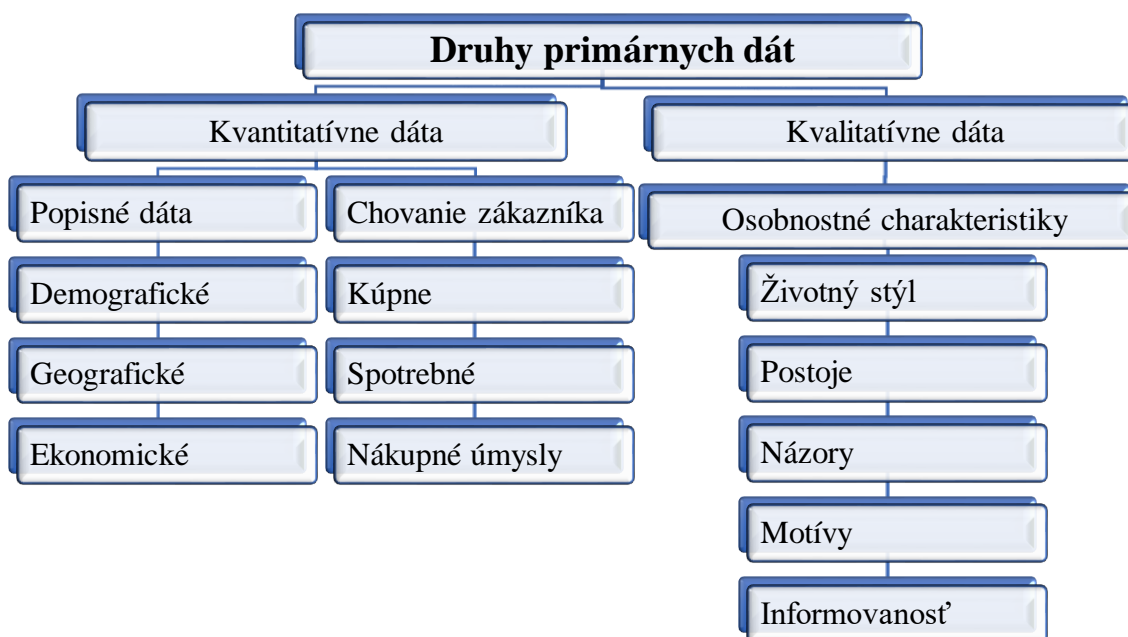 Druhy primárnych dát
Kvantitatívne dáta
Kvalitatívne dáta
Popisné dáta
Chovanie zákazníka
Osobnostné charakteristiky
Demografické
Kúpne
Životný stýl
Geografické
Spotrebné
Postoje
Ekonomické
Nákupné úmysly
Názory
Motívy
Informovanosť